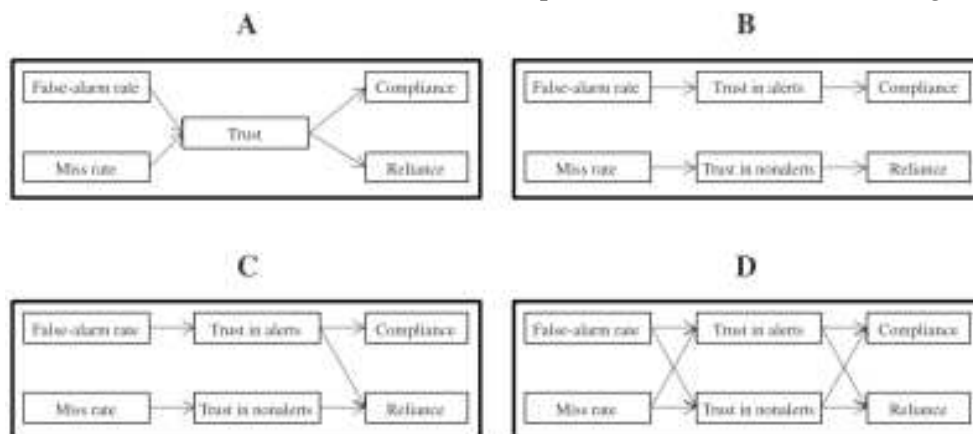 A
B
False-alarm rate
Compliance
Trust
Miss rate
Reliance
False-alarm rate
Trust in alerts
Compliance
Miss rate
Trust in nonalerts
Reliance
C
D
False-alarm rate
Trust in alerts
Compliance
Miss rate
Trust in nonalerts
Reliance
False-alarm rate
Trust in alerts
Compliance
Miss rate
Trust in nonalerts
Reliance